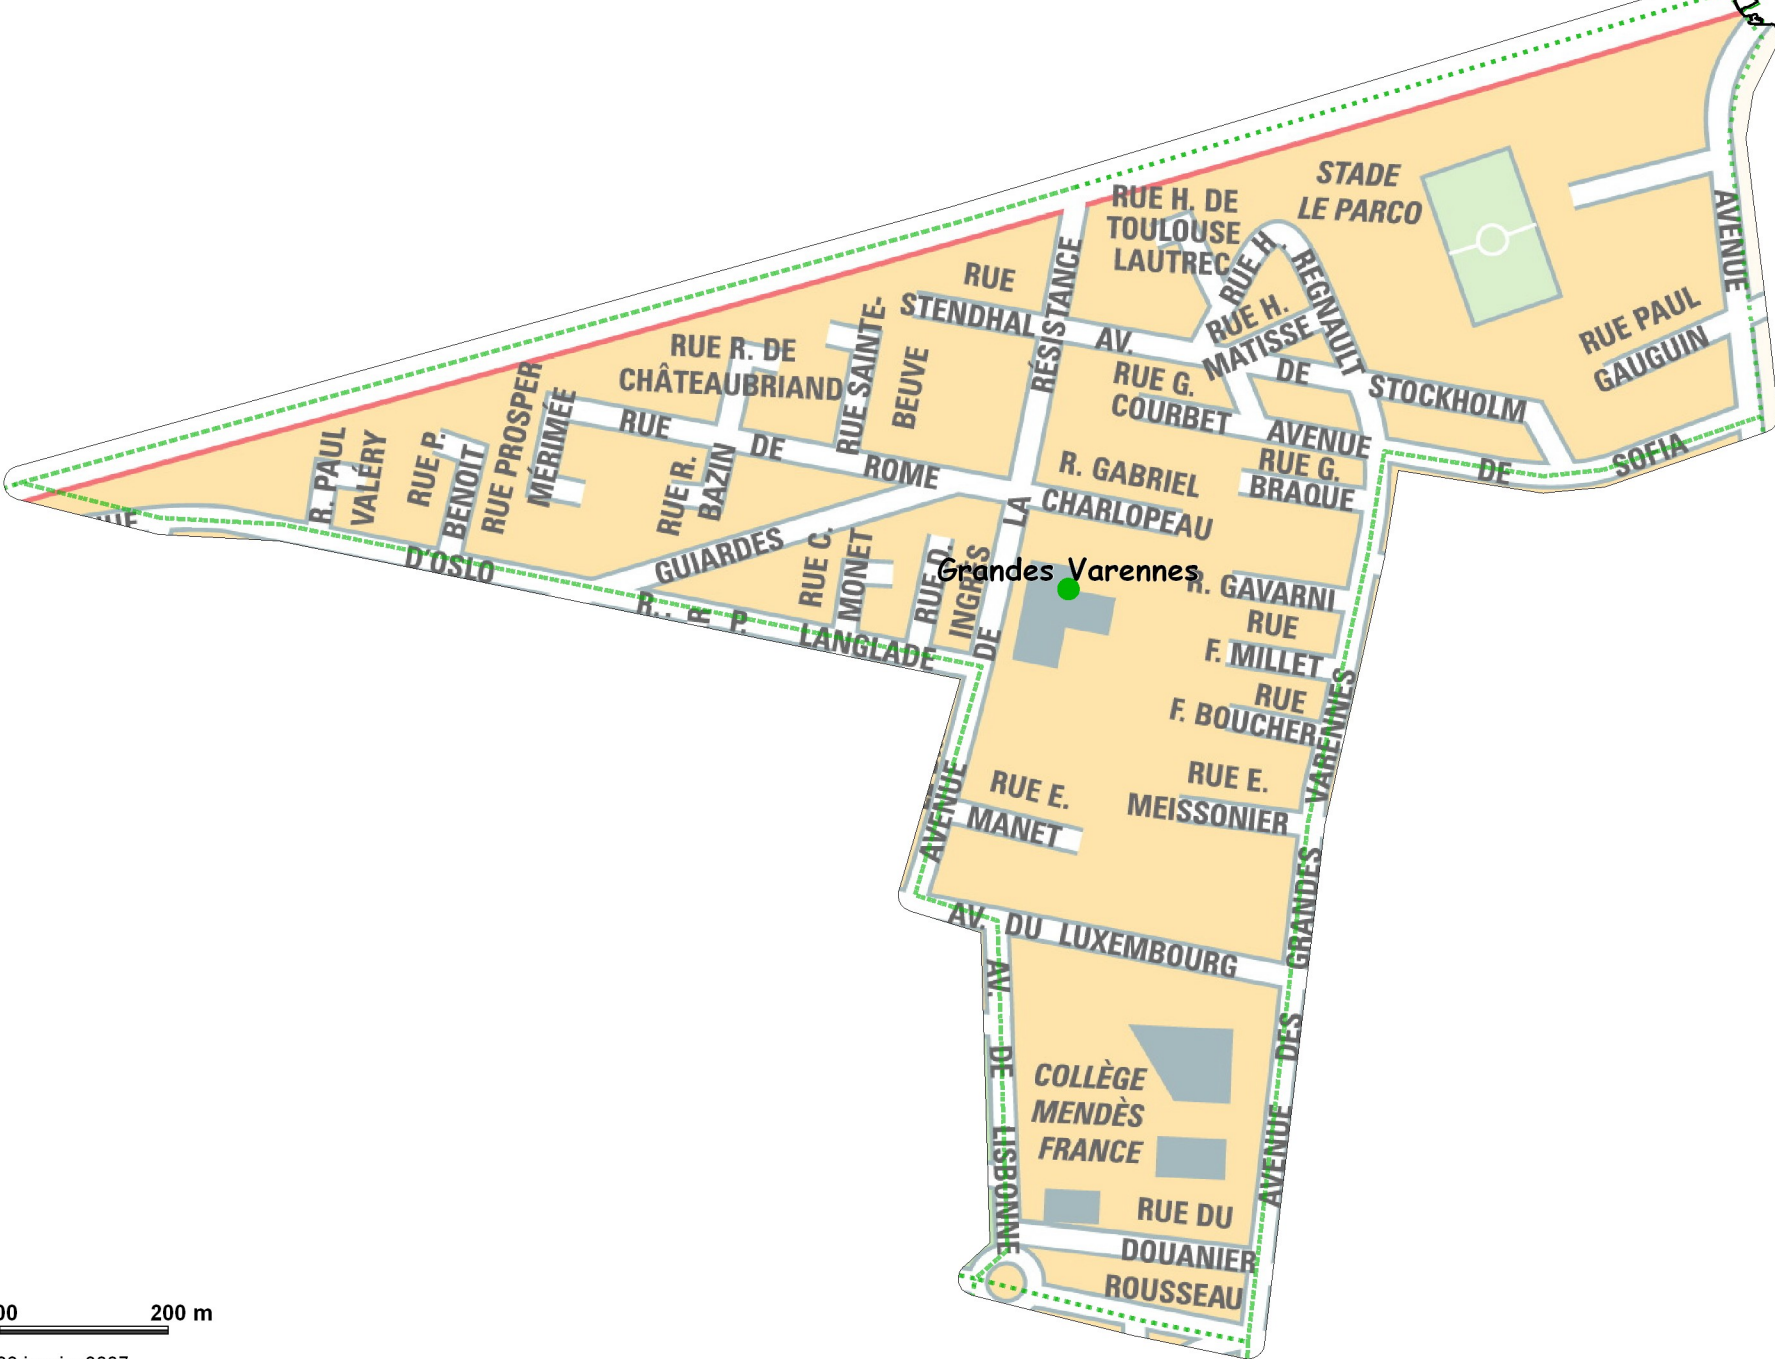 STADE
LE PARCO
RUE H. DE
TOULOUSE
LAUTREC
RUE H.
REGNAULT
AVENUE
RUE
STENDHAL
AV.
RUE H.
MATISSE
DE
STOCKHOLM
RUE PAUL
GAUGUIN
RUE R. DE
CHÂTEAUBRIAND
RUE SAINTE-
BEUVE
RÉSISTANCE
RUE G.
COURBET
AVENUE
DE
SOFIA
RUE G.
BRAQUE
R. PAUL
VALÉRY
RUE P.
BENOIT
RUE PROSPER
MÉRIMÉE
RUE
DE
ROME
RUE R.
BAZIN
R. GABRIEL
CHARLOPEAU
LA
D'OSLO
GUIARDES
RUE C.
MONET
RUE D.
INGRES
Grandes Varennes
R. GAVARNI
RUE
F. MILLET
R. R P.
LANGLADE
DE
RUE
F. BOUCHER
VARENNES
AVENUE
RUE E.
MANET
RUE E.
MEISSONIER
GRANDES
AV. DU LUXEMBOURG
AV.
DE
LISBONNE
DES
AVENUE
COLLÈGE
MENDÈS
FRANCE
RUE DU
DOUANIER
ROUSSEAU
200 m